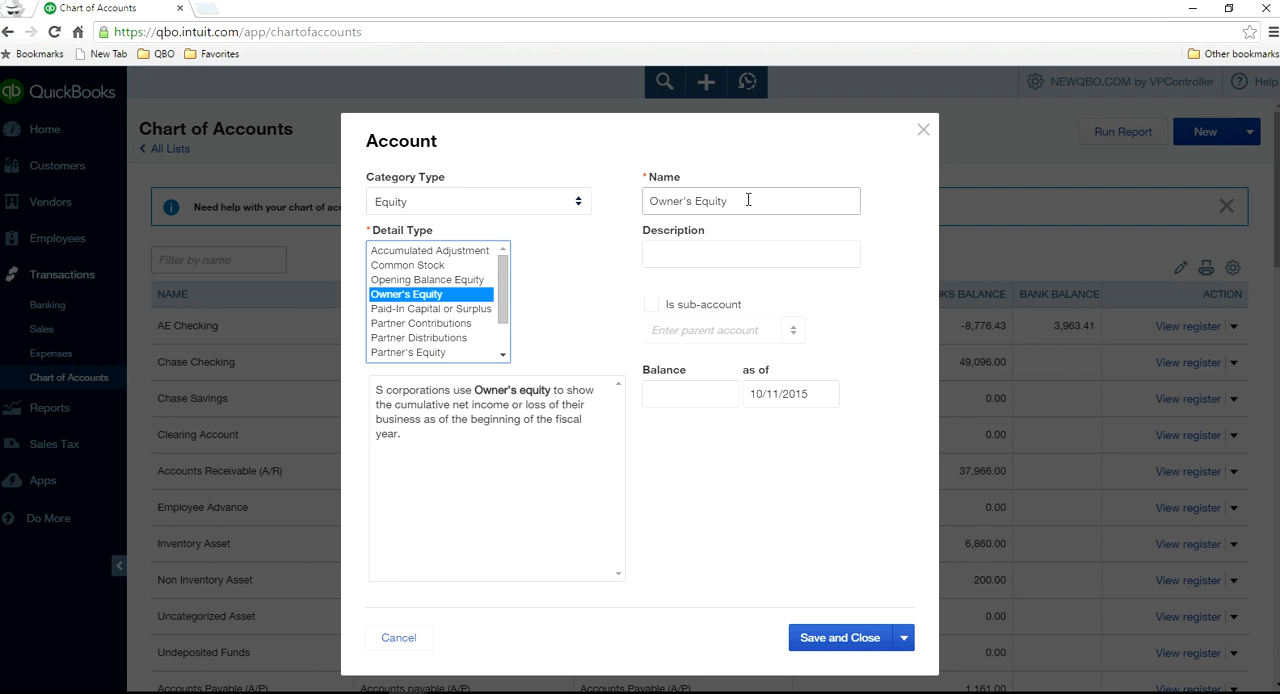 Chart of Accounts
https://qbo.intuit.com/app/chartofaccounts
Bookmarks New Tab QBO Favorites Other bookmarks
qb QuickBooks
NEWQBO.COM by VPController Help
Home
Customers
Vendors
Employees
Transactions
Banking
Sales
Expenses
Chart of Accounts
Reports
Sales Tax
Apps
Do More
Chart of Accounts
All Lists
Run Report New
Need help with your chart of
Filter by name
NAME BALANCE BANK BALANCE ACTION
AE Checking -8,776.43 3,963.41 View register
Chase Checking 49,096.00 View register
Chase Savings 0.00 View register
Clearing Account 0.00 View register
Accounts Receivable (A/R) 37,966.00 View register
Employee Advance 0.00 View register
Inventory Asset 6,860.00 View register
Non Inventory Asset 200.00 View register
Uncategorized Asset 0.00 View register
Undeposited Funds 0.00 View register
Accounts Payable (A/P) Accounts payable (A/P) Accounts Payable (A/P) 1,161.00 View register
Account
Category Type
Equity
* Detail Type
Accumulated Adjustment
Common Stock
Opening Balance Equity
Owner's Equity
Paid-In Capital or Surplus
Partner Contributions
Partner Distributions
Partner's Equity
S corporations use Owner's equity to show
the cumulative net income or loss of their
business as of the beginning of the fiscal
year.
* Name
Owner's Equity
Description
Is sub-account
Enter parent account
Balance as of
10/11/2015
Cancel
Save and Close